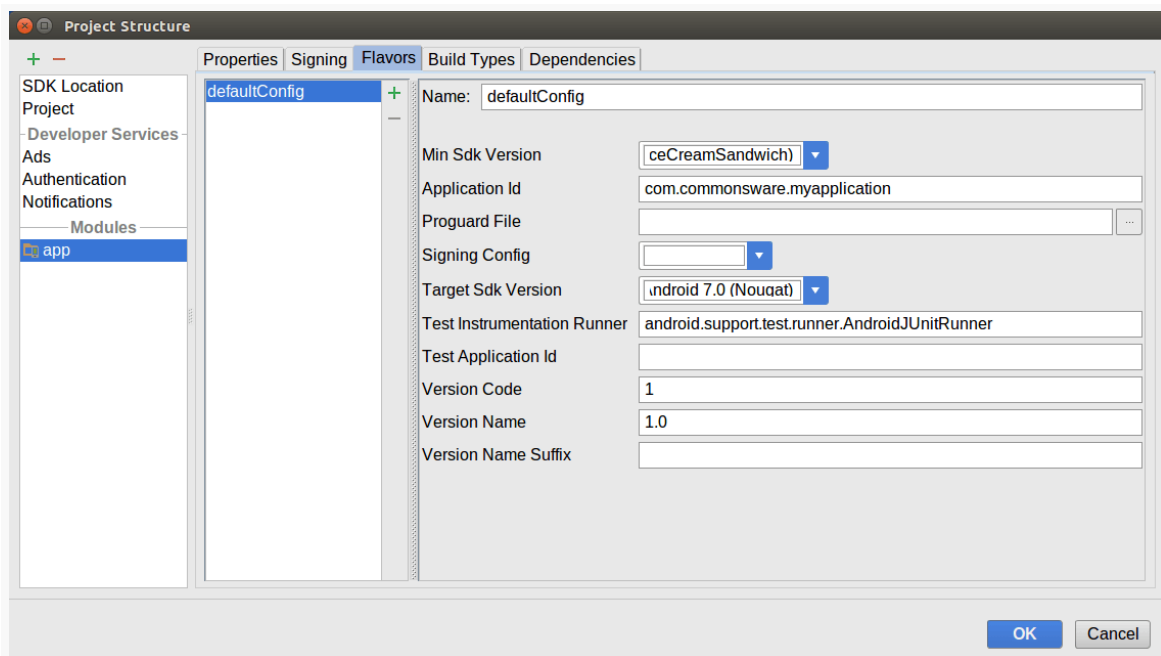 Project Structure
Properties Signing Flavors Build Types Dependencies
SDK Location
Project
Developer Services
Ads
Authentication
Notifications
Modules
app
defaultConfig
Name: defaultConfig
Min Sdk Version ceCreamSandwich)
Application Id com.commonsware.myapplication
Proguard File ...
Signing Config
Target Sdk Version Android 7.0 (Nougat)
Test Instrumentation Runner android.support.test.runner.AndroidJUnitRunner
Test Application Id
Version Code 1
Version Name 1.0
Version Name Suffix
OK Cancel